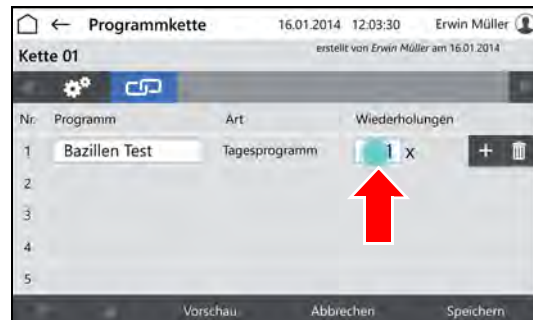 Programmkette 16.01.2014 12:03:30 Erwin Müller
Kette 01 erstellt von Erwin Müller am 16.01.2014
Nr. Programm Art Wiederholungen
1 Bazillen Test Tagesprogramm 1 x
2
3
4
5
Vorschau Abbrechen Speichern